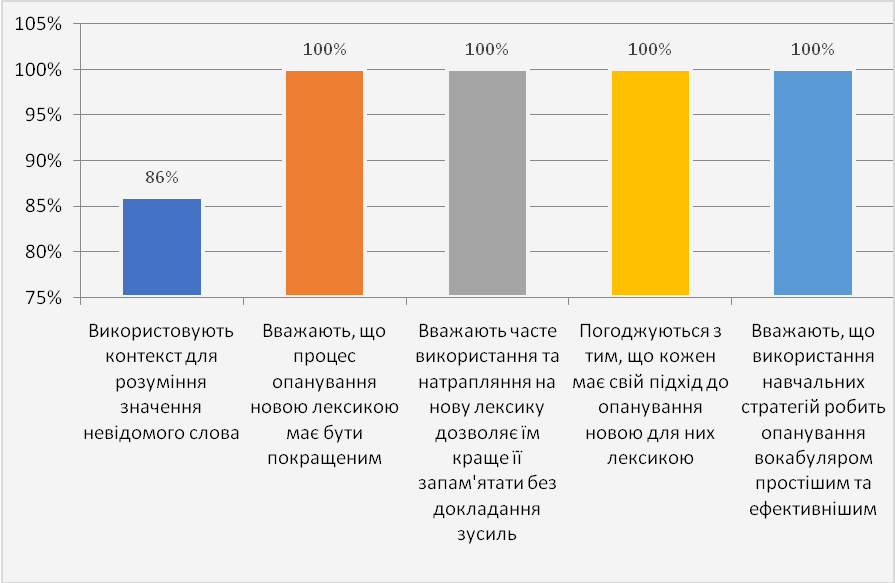 105%
100%
95%
90%
85%
80%
75%
86%
100%
100%
100%
100%
Використовують
контекст для
розуміння
значення
невідомого слова
Вважають, що
процес
опанування
новою лексикою
має бути
покращеним
Вважають часте
використання та
натрапляння на
нову лексику
дозволяє їм
краще її
запам'ятати без
докладання
зусиль
Погоджуються з
тим, що кожен
має свій підхід до
опанування
новою для них
лексикою
Вважають, що
використання
навчальних
стратегій робить
опанування
вокабуляром
простішим та
ефективнішим